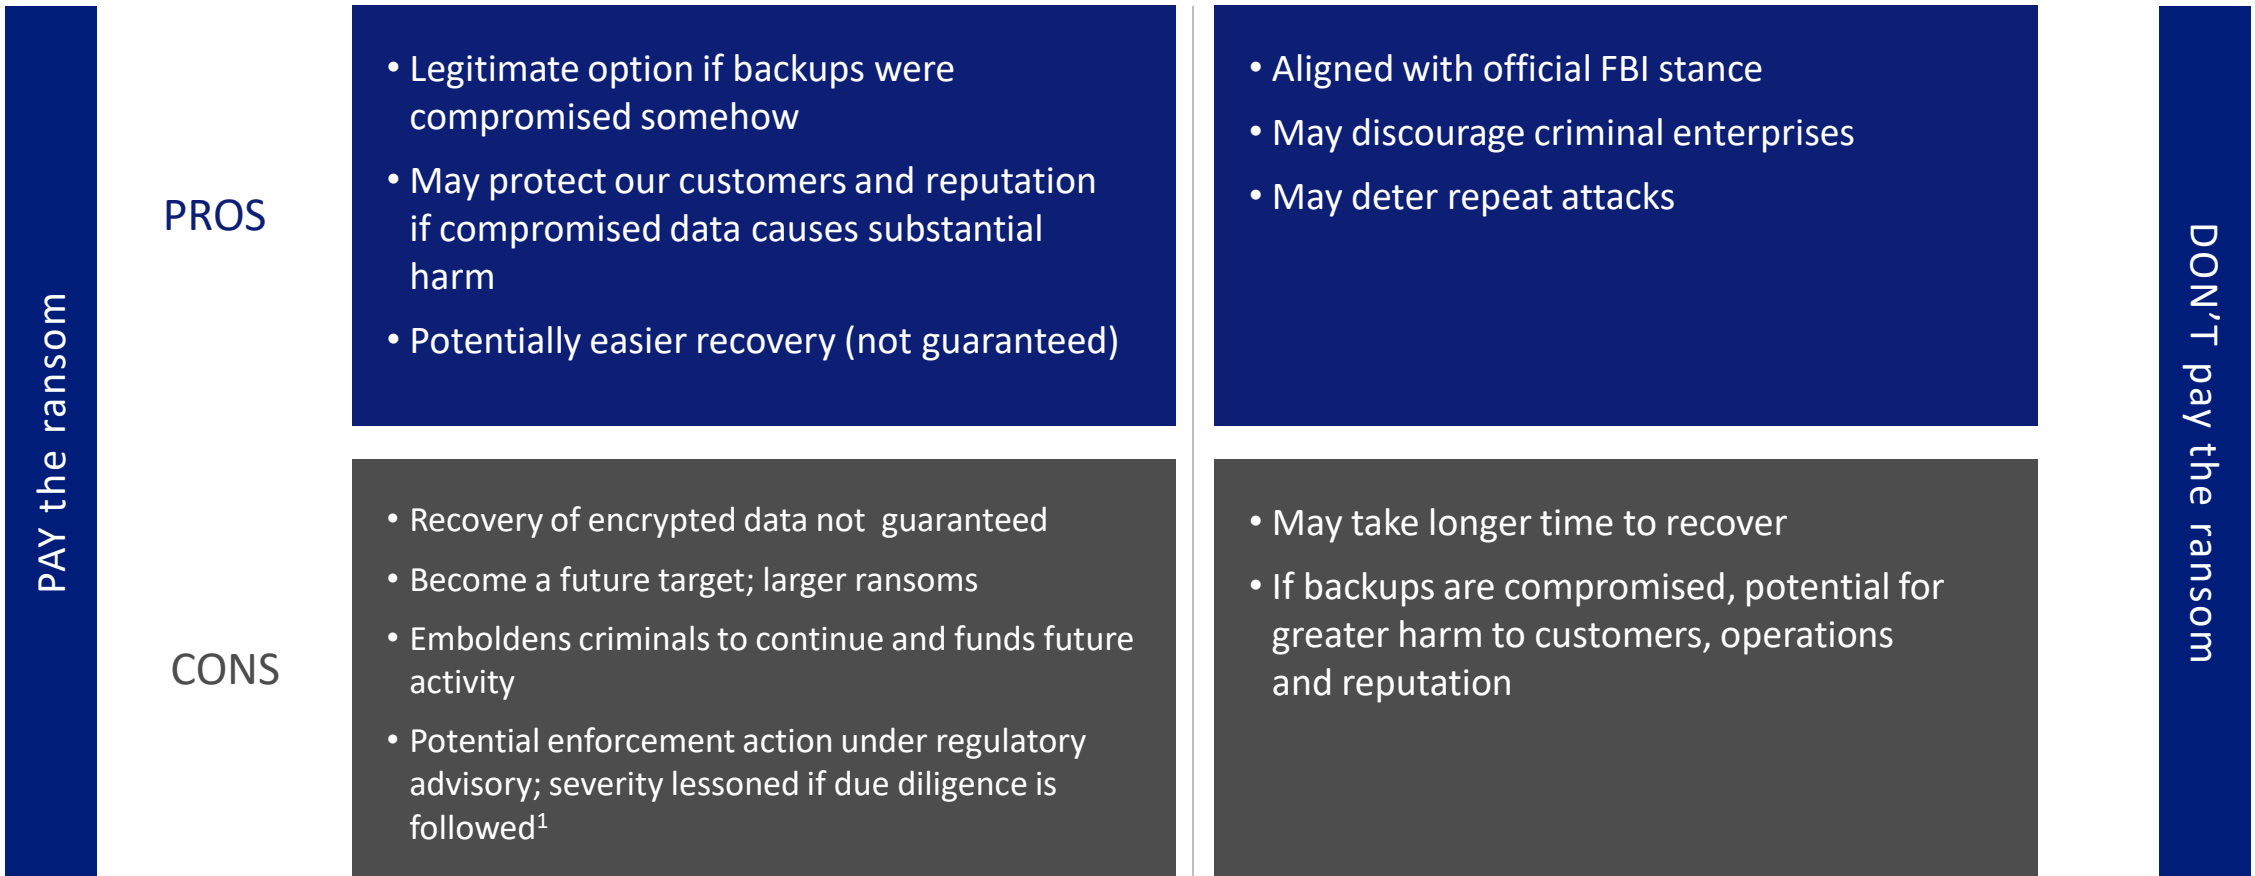 PAY the ransom
PROS
• Legitimate option if backups were
compromised somehow
• May protect our customers and reputation
if compromised data causes substantial
harm
• Potentially easier recovery (not guaranteed)
• Aligned with official FBI stance
• May discourage criminal enterprises
• May deter repeat attacks
CONS
• Recovery of encrypted data not  guaranteed
• Become a future target; larger ransoms
• Emboldens criminals to continue and funds future
activity
• Potential enforcement action under regulatory
advisory; severity lessoned if due diligence is
followed¹
• May take longer time to recover
• If backups are compromised, potential for
greater harm to customers, operations
and reputation
DON’T pay the ransom